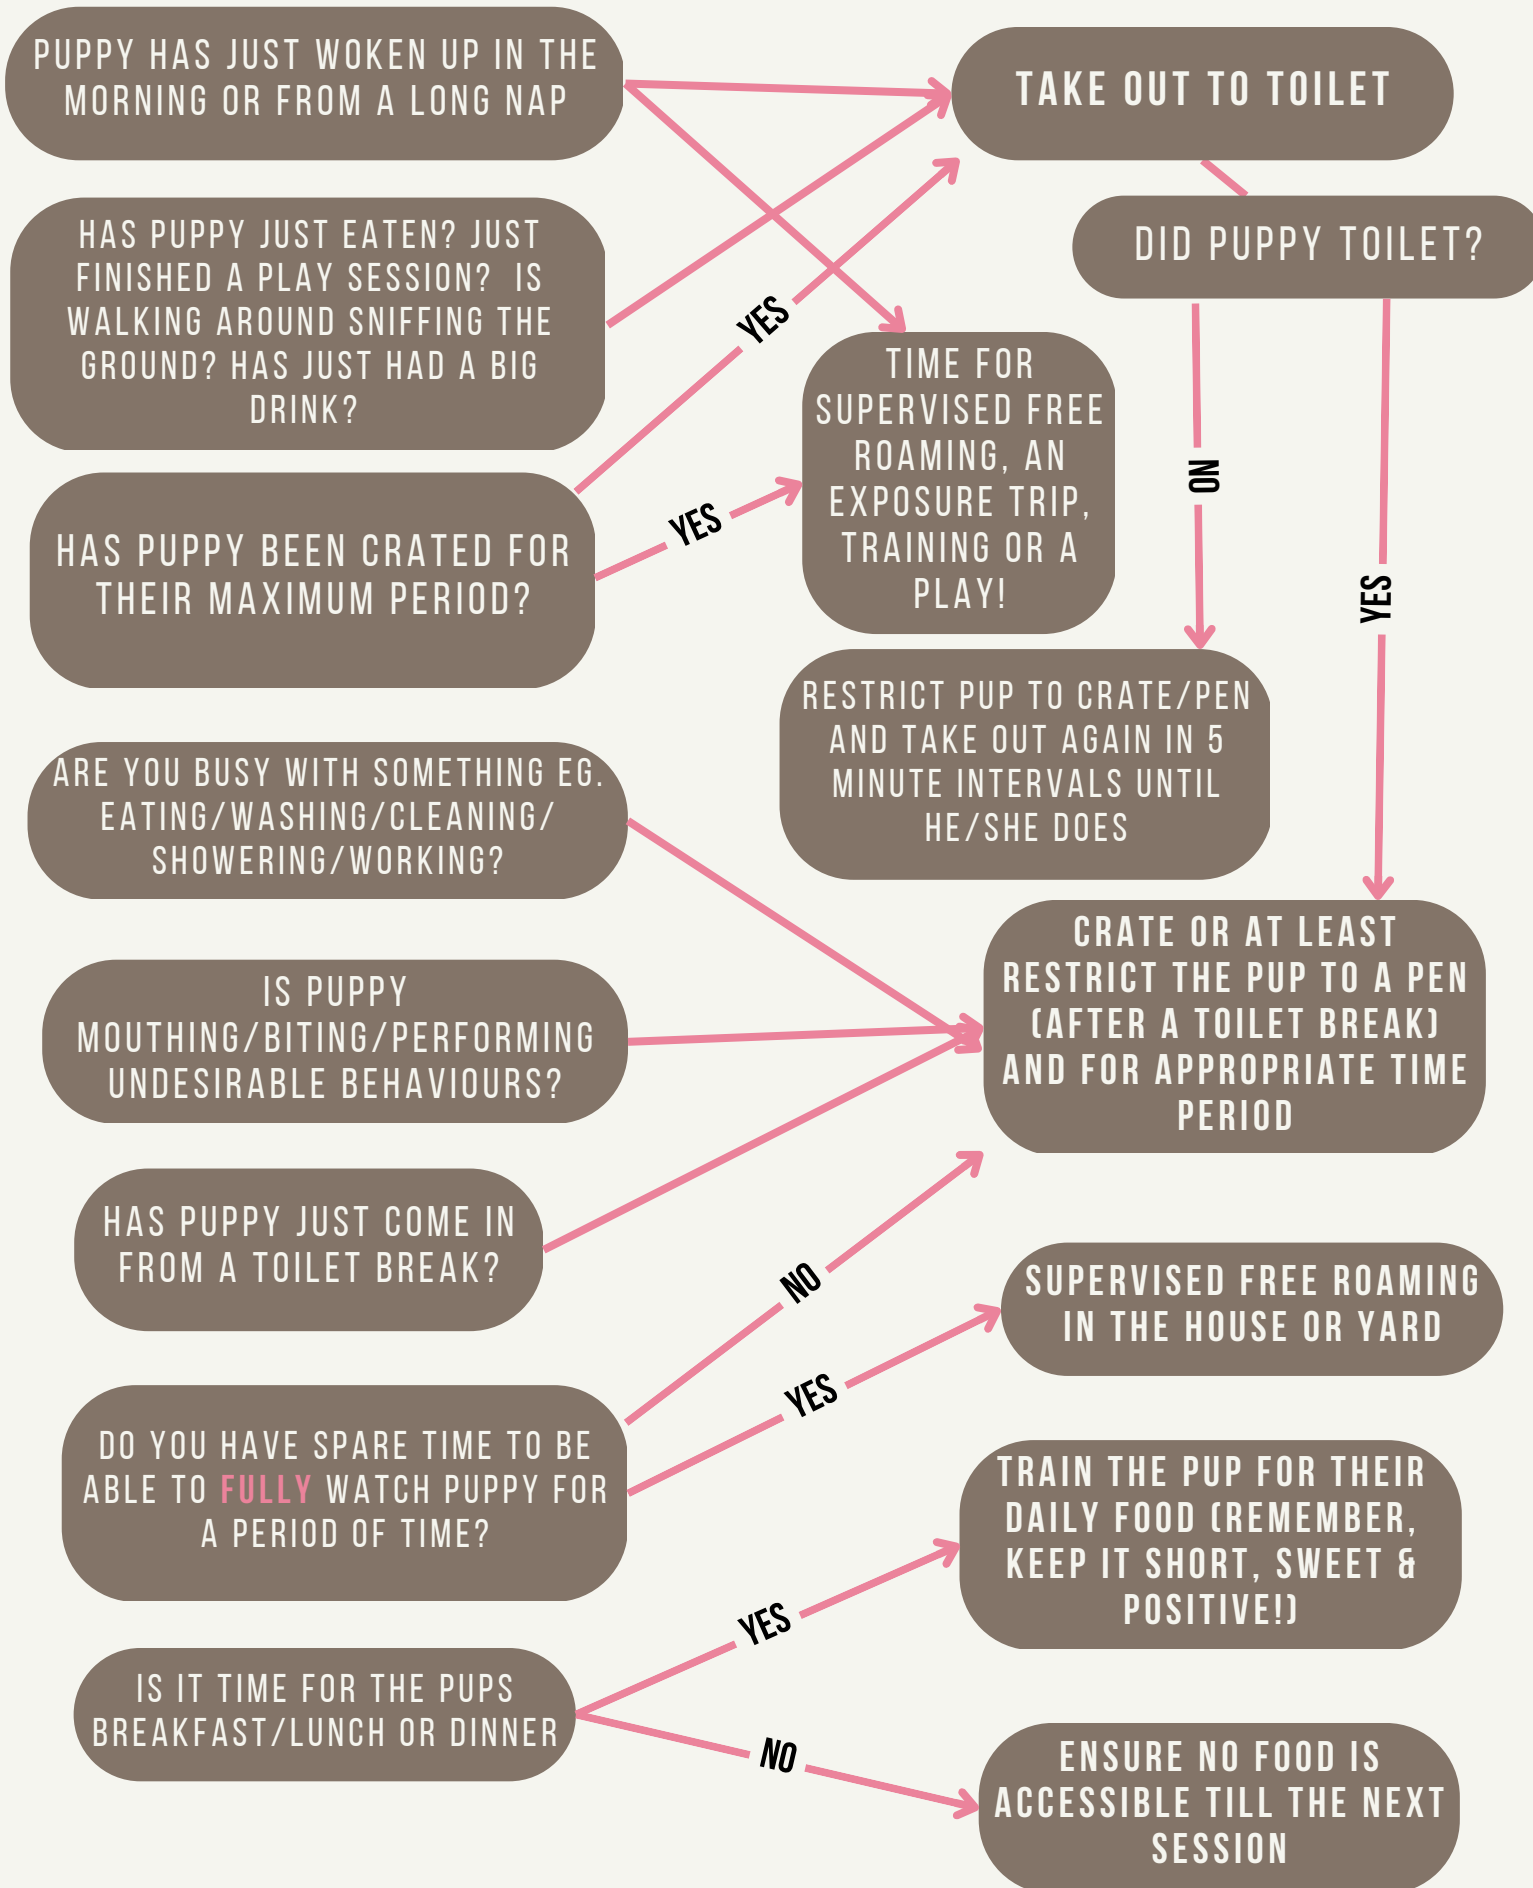 PUPPY HAS JUST WOKEN UP IN THE
MORNING OR FROM A LONG NAP
TAKE OUT TO TOILET
HAS PUPPY JUST EATEN? JUST
FINISHED A PLAY SESSION? IS
WALKING AROUND SNIFFING THE
GROUND? HAS JUST HAD A BIG
DRINK?
DID PUPPY TOILET?
YES
TIME FOR
SUPERVISED FREE
ROAMING, AN
EXPOSURE TRIP,
TRAINING OR A
PLAY!
NO
YES
HAS PUPPY BEEN CRATED FOR
THEIR MAXIMUM PERIOD?
YES
RESTRICT PUP TO CRATE/PEN
AND TAKE OUT AGAIN IN 5
MINUTE INTERVALS UNTIL
HE/SHE DOES
ARE YOU BUSY WITH SOMETHING EG.
EATING/WASHING/CLEANING/
SHOWERING/WORKING?
CRATE OR AT LEAST
RESTRICT THE PUP TO A PEN
(AFTER A TOILET BREAK)
AND FOR APPROPRIATE TIME
PERIOD
IS PUPPY
MOUTHING/BITING/PERFORMING
UNDESIRABLE BEHAVIOURS?
HAS PUPPY JUST COME IN
FROM A TOILET BREAK?
NO
SUPERVISED FREE ROAMING
IN THE HOUSE OR YARD
YES
DO YOU HAVE SPARE TIME TO BE
ABLE TO FULLY WATCH PUPPY FOR
A PERIOD OF TIME?
TRAIN THE PUP FOR THEIR
DAILY FOOD (REMEMBER,
KEEP IT SHORT, SWEET &
POSITIVE!)
YES
IS IT TIME FOR THE PUPS
BREAKFAST/LUNCH OR DINNER
NO
ENSURE NO FOOD IS
ACCESSIBLE TILL THE NEXT
SESSION